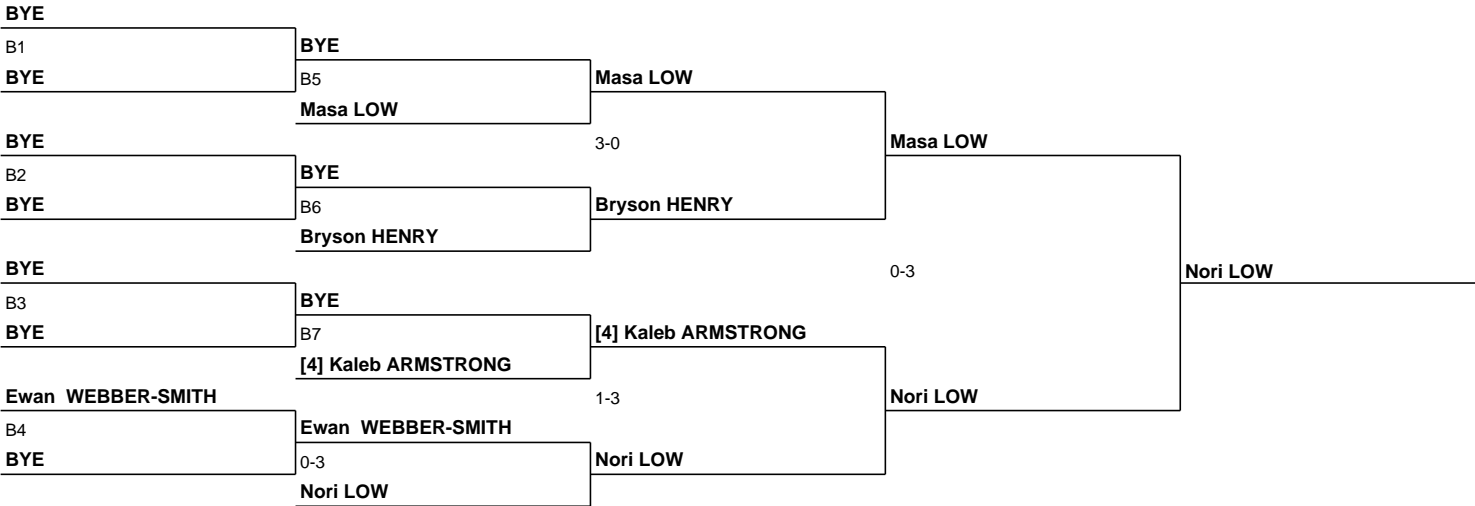 BYE
B1
BYE
BYE
B5
Masa LOW
Masa LOW
BYE
B2
BYE
BYE
B6
Bryson HENRY
3-0
Bryson HENRY
Masa LOW
BYE
B3
BYE
BYE
B7
[4] Kaleb ARMSTRONG
[4] Kaleb ARMSTRONG
Ewan WEBBER-SMITH
B4
BYE
Ewan WEBBER-SMITH
0-3
Nori LOW
1-3
Nori LOW
0-3
Nori LOW
Nori LOW